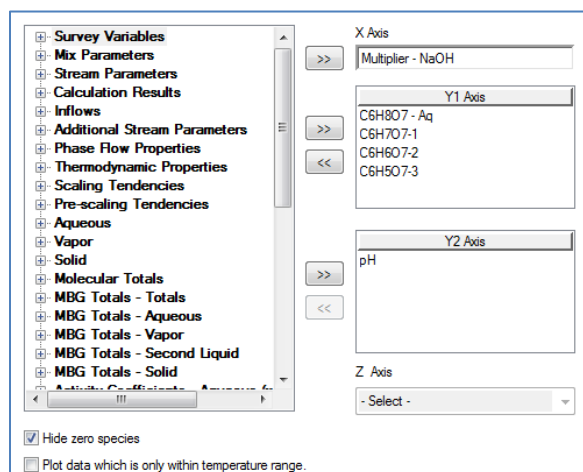 Survey Variables
Mix Parameters
Stream Parameters
Calculation Results
Inflows
Additional Stream Parameters
Phase Flow Properties
Thermodynamic Properties
Scaling Tendencies
Pre-scaling Tendencies
Aqueous
Vapor
Solid
Molecular Totals
MBG Totals - Totals
MBG Totals - Aqueous
MBG Totals - Vapor
MBG Totals - Second Liquid
MBG Totals - Solid
X Axis
>>
Multiplier - NaOH
Y1 Axis
>>
<<
C6H8O7 - Aq
C6H7O7-1
C6H6O7-2
C6H5O7-3
Y2 Axis
>>
<<
pH
Z Axis
- Select -
Hide zero species
Plot data which is only within temperature range.